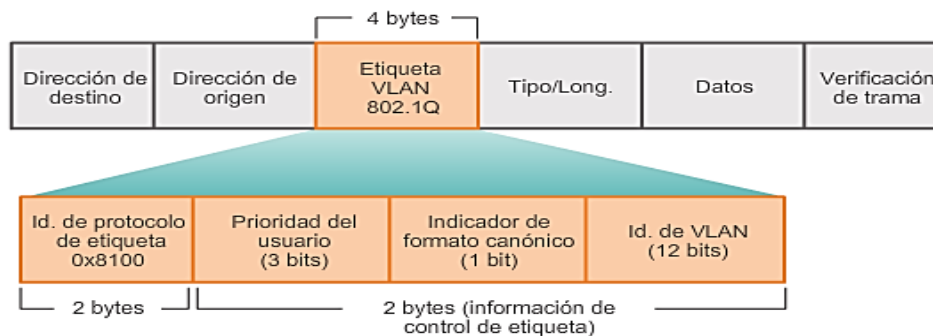 4 bytes
Dirección de
destino
Dirección de
origen
Etiqueta
VLAN
802.1Q
Tipo/Long.
Datos
Verificación
de trama
Id. de protocolo
de etiqueta
0x8100
Prioridad del
usuario
(3 bits)
Indicador de
formato canónico
(1 bit)
Id. de VLAN
(12 bits)
2 bytes
2 bytes (información de
control de etiqueta)